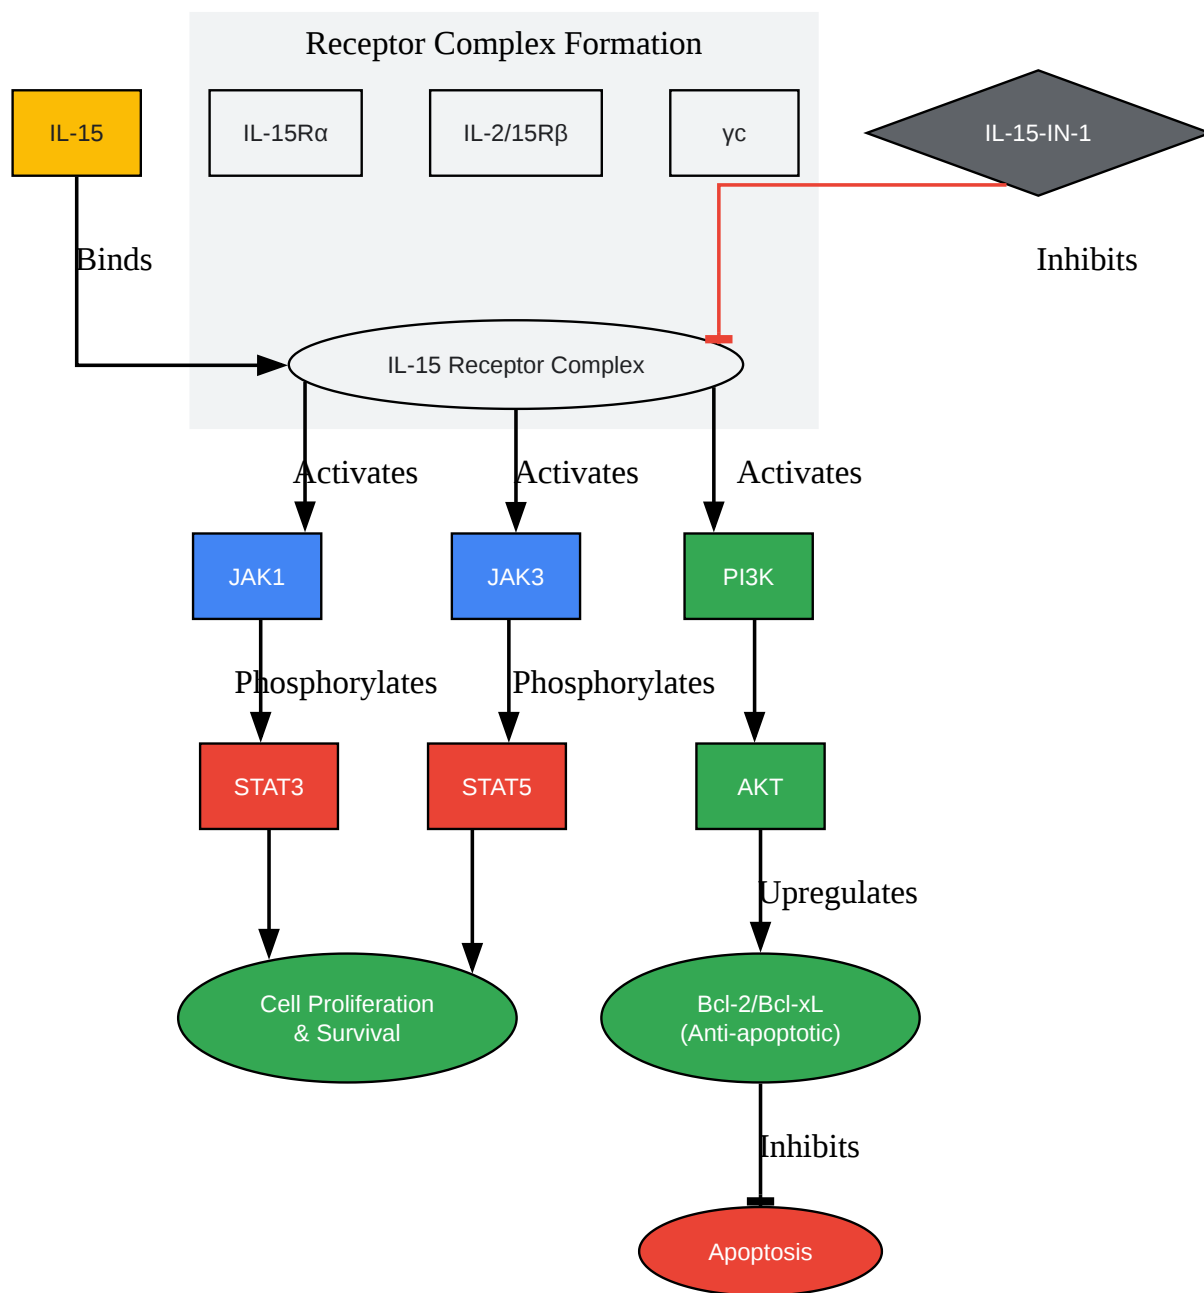 Receptor Complex Formation
IL-15
IL-15Rα
IL-2/15Rβ
γc
IL-15-IN-1
Binds
Inhibits
IL-15 Receptor Complex
Activates
Activates
Activates
JAK1
JAK3
PI3K
Phosphorylates
Phosphorylates
STAT3
STAT5
AKT
Upregulates
Cell Proliferation
& Survival
Bcl-2/Bcl-xL
(Anti-apoptotic)
Inhibits
Apoptosis